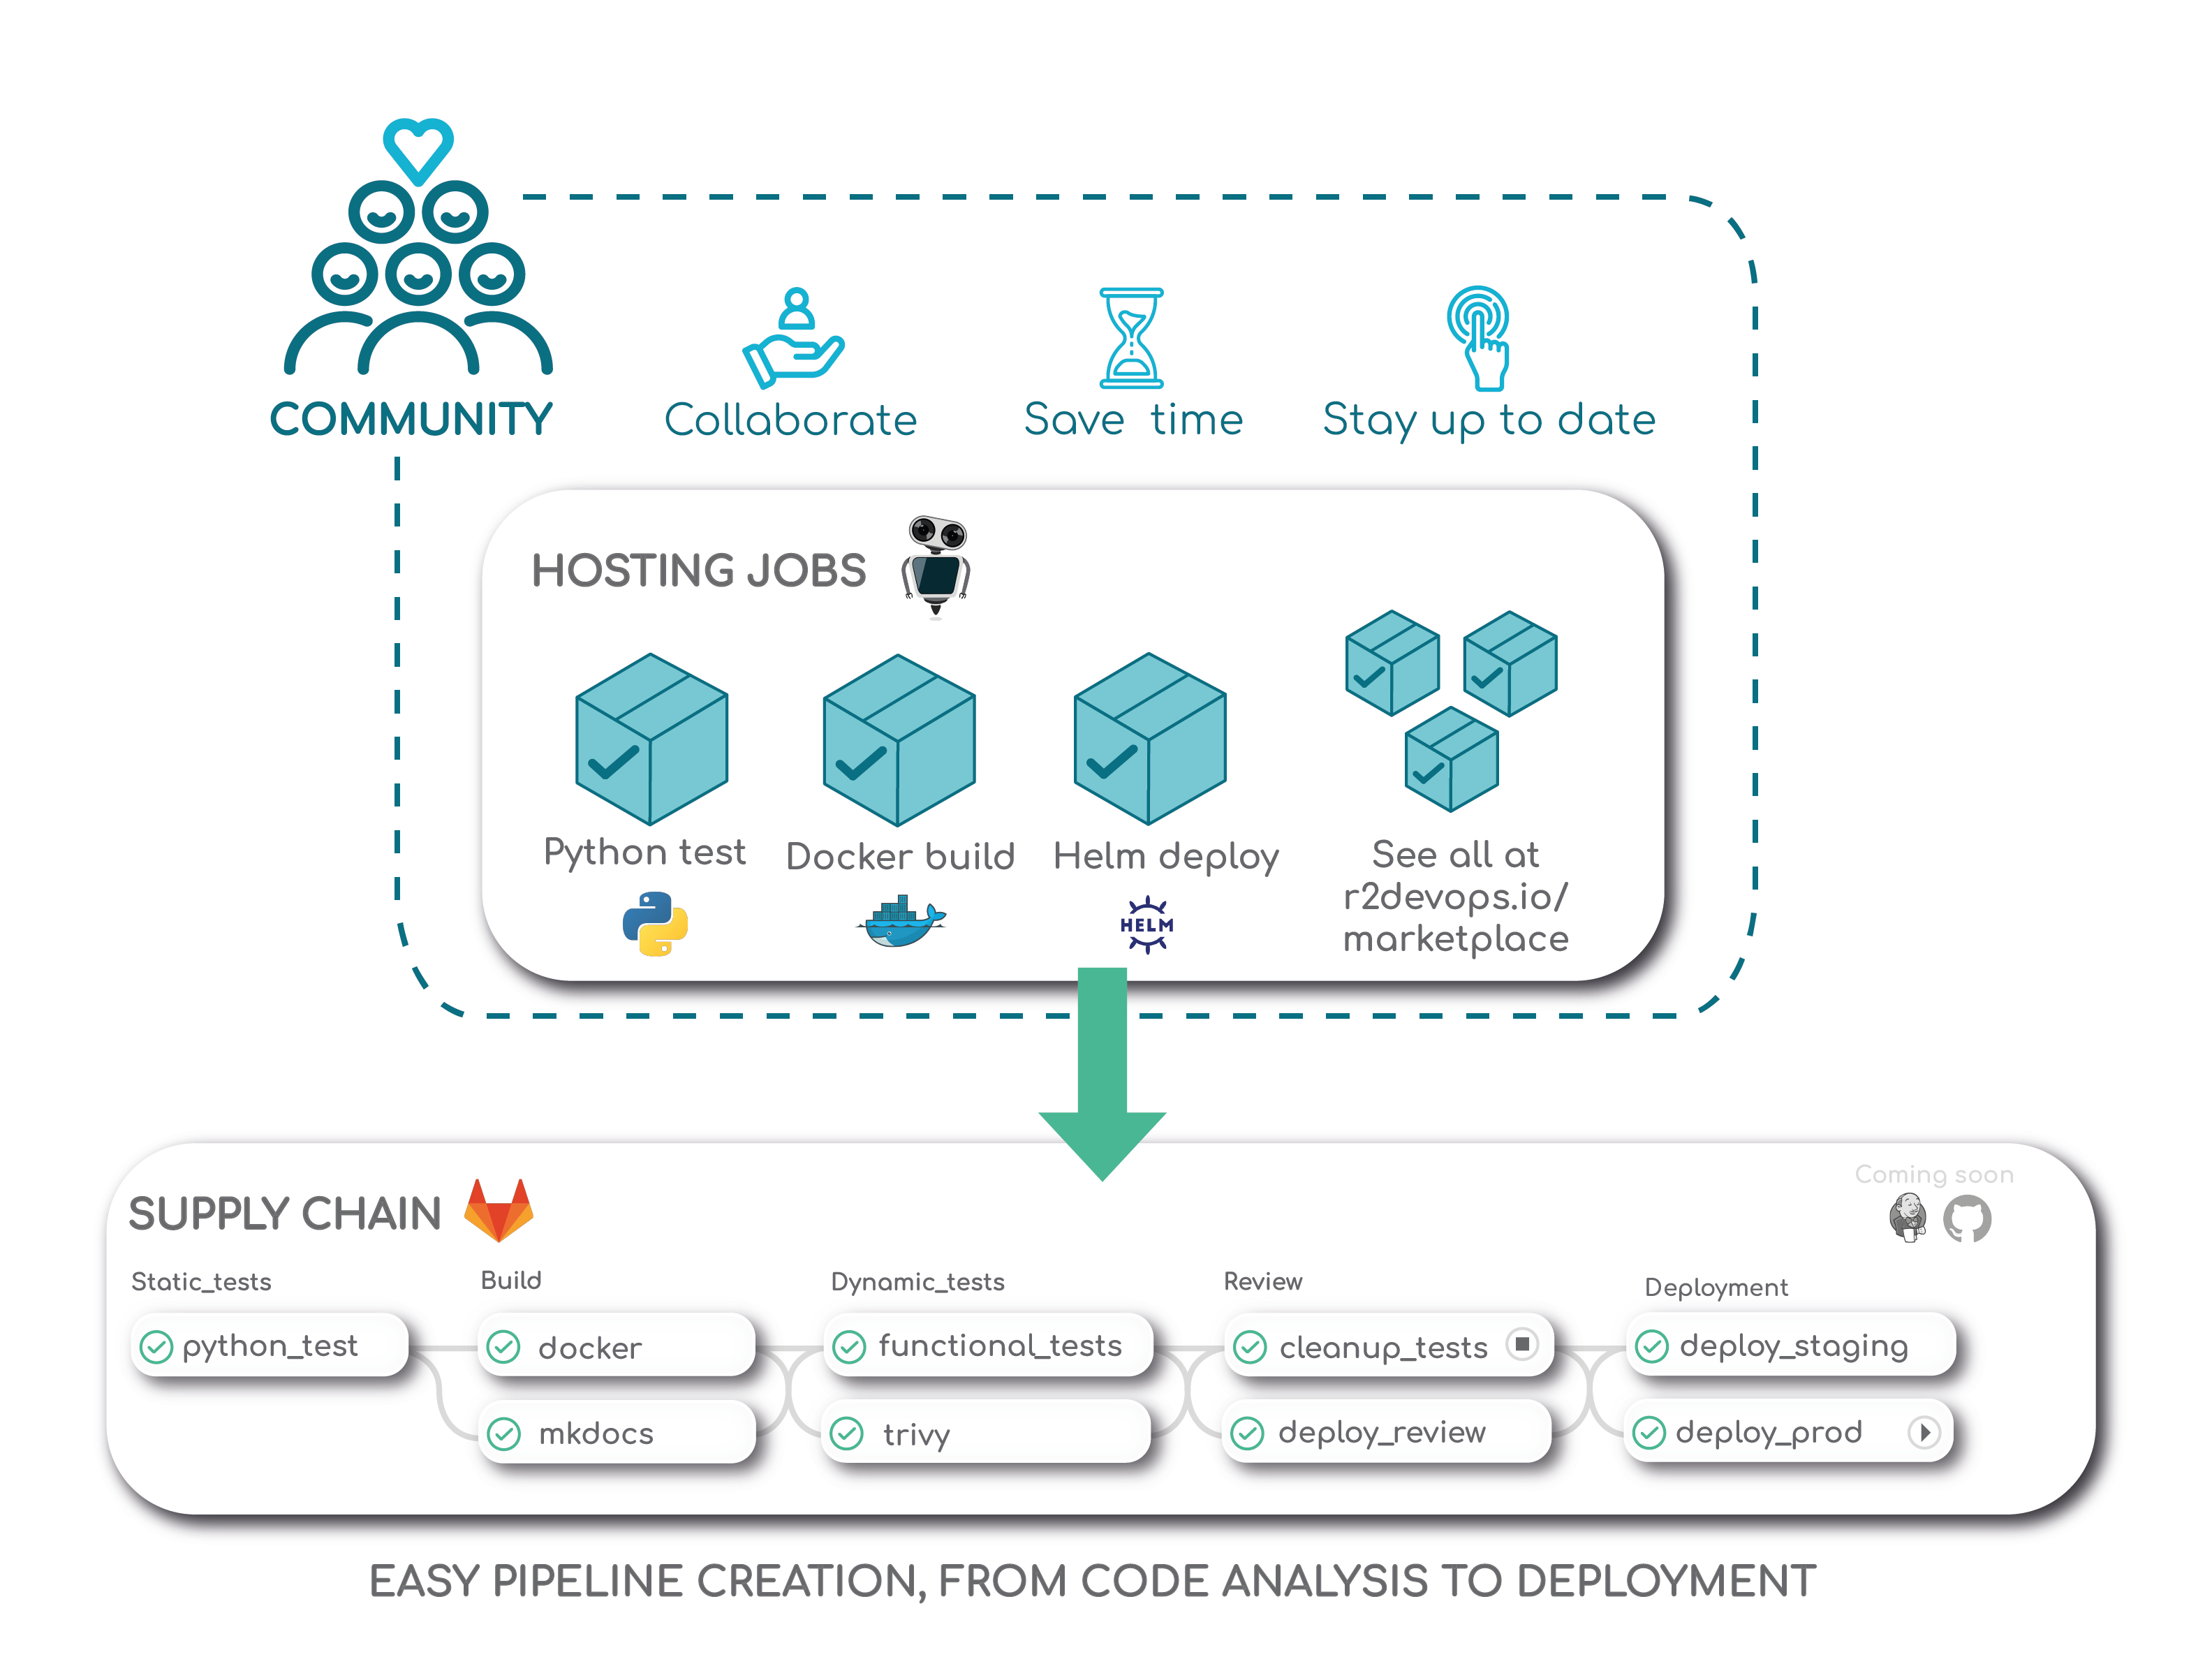 COMMUNITY
Collaborate
Save time
Stay up to date
HOSTING JOBS
Python test
Docker build
Helm deploy
HELM
See all at
r2devops.io/
marketplace
SUPPLY CHAIN
Coming soon
Static_tests
Build
Dynamic_tests
Review
Deployment
python_test
docker
functional_tests
cleanup_tests
deploy_staging
mkdocs
trivy
deploy_review
deploy_prod
EASY PIPELINE CREATION, FROM CODE ANALYSIS TO DEPLOYMENT